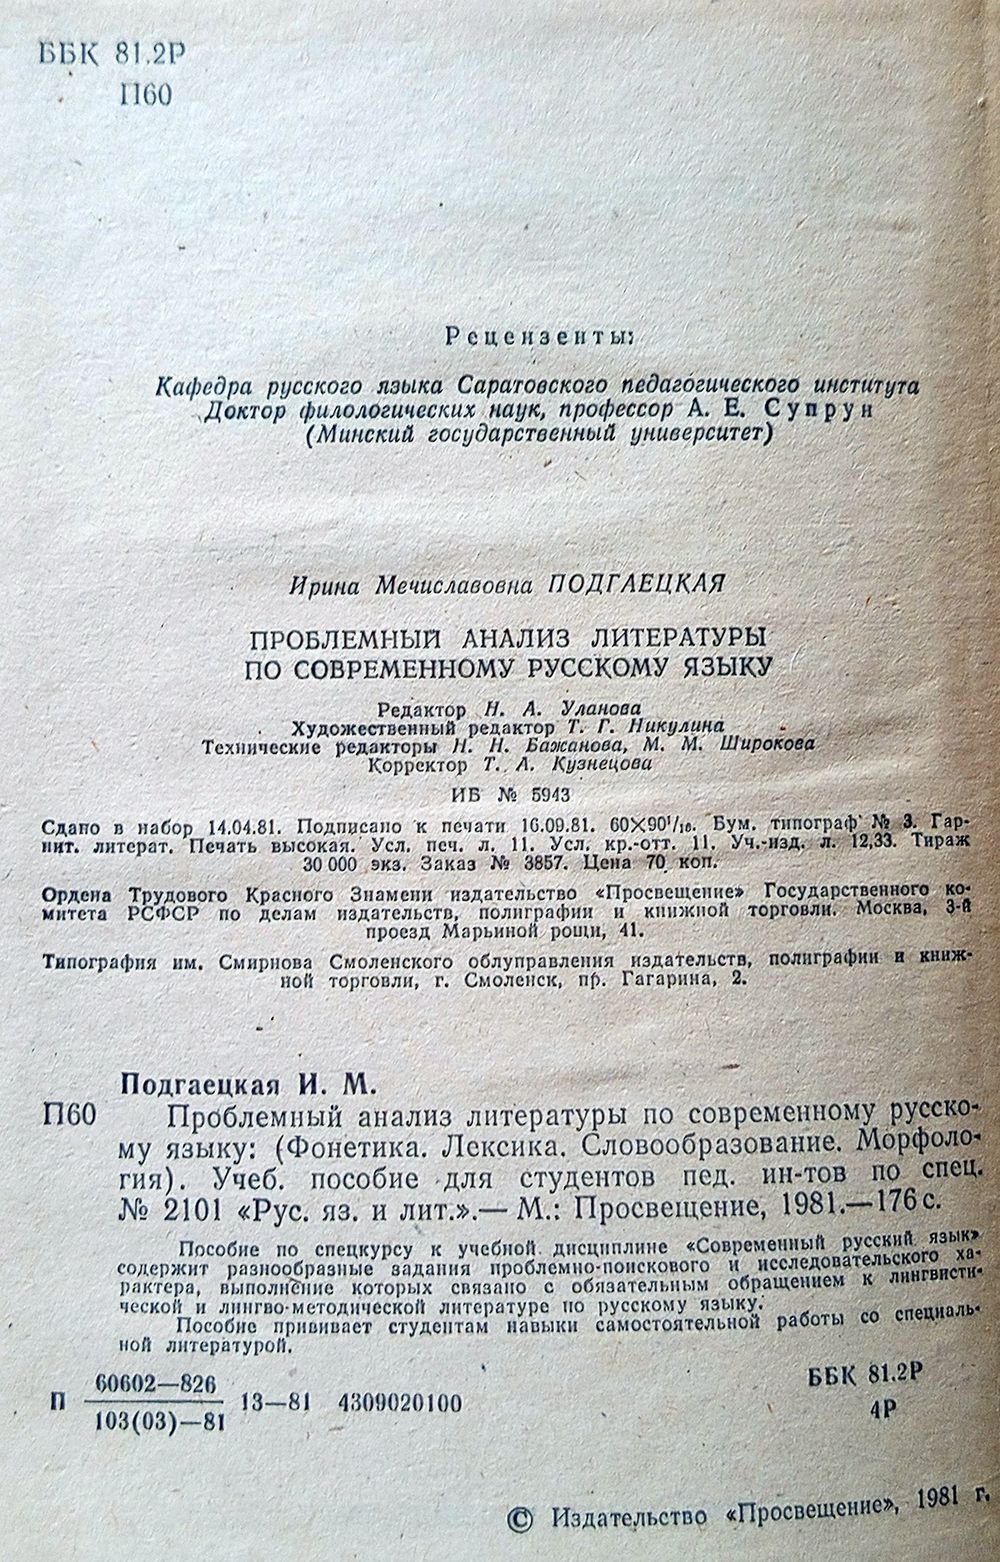 ББК 81.2Р
П60
Рецензенты:
Кафедра русского языка Саратовского педагогического института
Доктор филологических наук, профессор А. Е. Супрун
(Минский государственный университет)
Ирина Мечиславовна ПОДГАЕЦКАЯ
ПРОБЛЕМНЫЙ АНАЛИЗ ЛИТЕРАТУРЫ
ПО СОВРЕМЕННОМУ РУССКОМУ ЯЗЫКУ
Редактор Н. А. Уланова
Художественный редактор Т. Г. Никулина
Технические редакторы Н. Н. Бажанова, М. М. Широкова
Корректор Т. А. Кузнецова
ИБ № 5943
Сдано в набор 14.04.81. Подписано к печати 16.09.81. 60×90¹/₁₆. Бум. типограф № 3. Гар-
нит. литерат. Печать высокая. Усл. печ. л. 11. Усл. кр.-отт. 11. Уч.-изд. л. 12,33. Тираж
30 000 экз. Заказ № 3857. Цена 70 коп.
Ордена Трудового Красного Знамени издательство «Просвещение» Государственного ко-
митета РСФСР по делам издательств, полиграфии и книжной торговли. Москва, 3-й
проезд Марьиной рощи, 41.
Типография им. Смирнова Смоленского облуправления издательств, полиграфии и книж-
ной торговли, г. Смоленск, пр. Гагарина, 2.
Подгаецкая И. М.
П60 Проблемный анализ литературы по современному русско-
му языку: (Фонетика. Лексика. Словообразование. Морфоло-
гия). Учеб. пособие для студентов пед. ин-тов по спец.
№ 2101 «Рус. яз. и лит.».— М.: Просвещение, 1981.—176 с.
Пособие по спецкурсу к учебной дисциплине «Современный русский язык»
содержит разнообразные задания проблемно-поискового и исследовательского ха-
рактера, выполнение которых связано с обязательным обращением к лингвисти-
ческой и лингво-методической литературе по русскому языку.
Пособие прививает студентам навыки самостоятельной работы со специаль-
ной литературой.
П 60602—826 13—81 4309020100
103(03)—81
ББК 81.2Р
4Р
© Издательство «Просвещение», 1981 г.